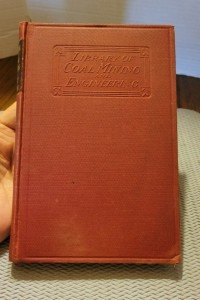 LIBRARY OF
COAL MINING
AND
ENGINEERING